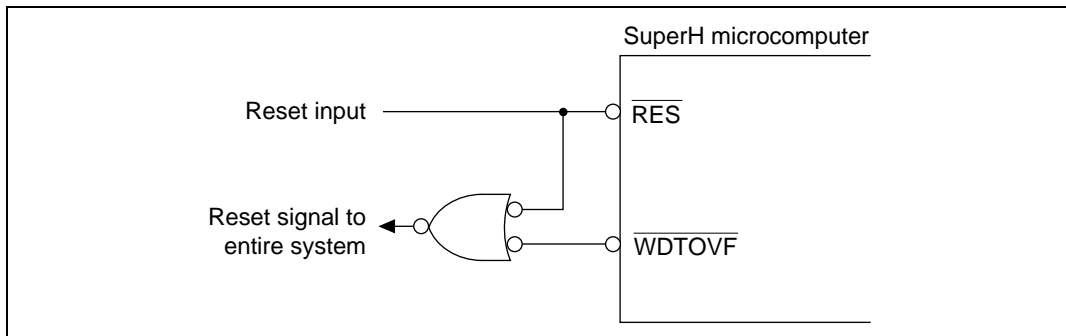 SuperH microcomputer
Reset input
RES
Reset signal to
entire system
WDTOVF